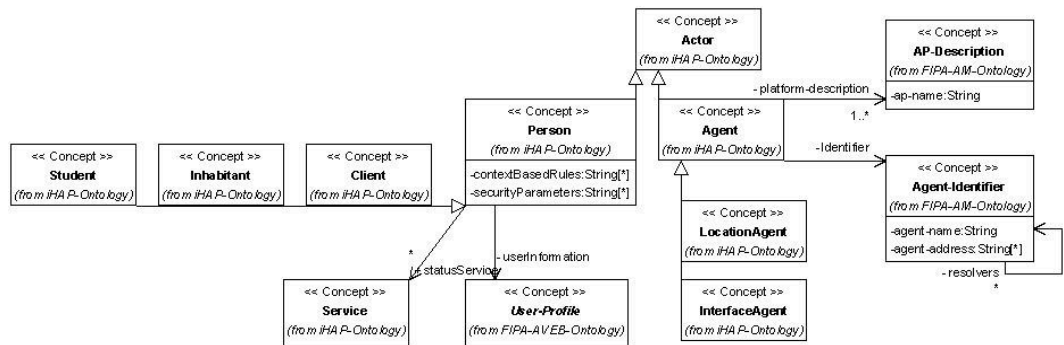 << Concept >>
Actor
(from iHAP-Ontology)
<< Concept >>
AP-Description
(from FIPA-AM-Ontology)
-ap-name:String
- platform-description
1..*
<< Concept >>
Person
(from iHAP-Ontology)
-contextBasedRules:String[*]
-securityParameters:String[*]
<< Concept >>
Agent
(from iHAP-Ontology)
-Identifier
<< Concept >>
Student
(from iHAP-Ontology)
<< Concept >>
Inhabitant
(from iHAP-Ontology)
<< Concept >>
Client
(from iHAP-Ontology)
<< Concept >>
Agent-Identifier
(from FIPA-AM-Ontology)
-agent-name:String
-agent-address:String[*]
- resolvers
*
<< Concept >>
LocationAgent
(from iHAP-Ontology)
*
statusService
- userInformation
<< Concept >>
Service
(from iHAP-Ontology)
<< Concept >>
User-Profile
(from FIPA-AVEB-Ontology)
<< Concept >>
InterfaceAgent
(from iHAP-Ontology)